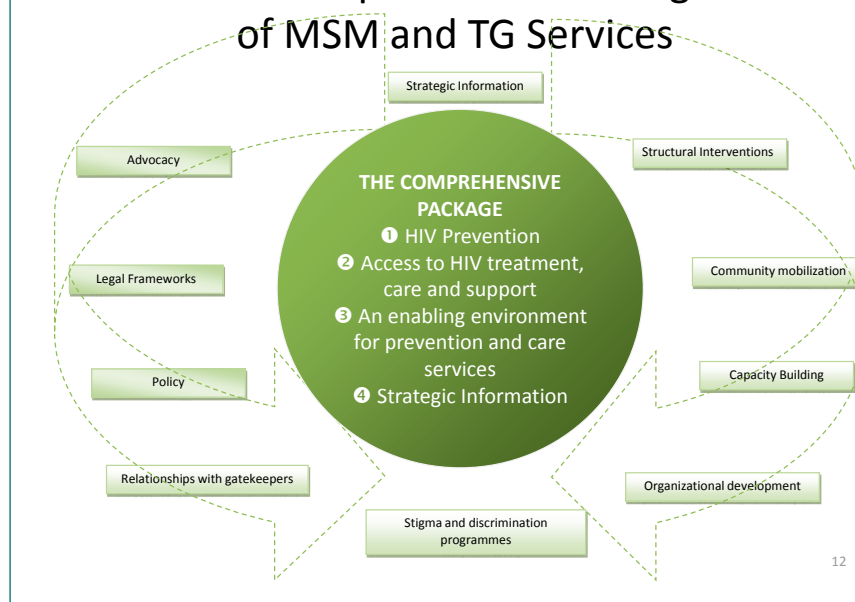 of MSM and TG Services
Strategic Information
Advocacy
Structural Interventions
THE COMPREHENSIVE
PACKAGE
❶ HIV Prevention
❷ Access to HIV treatment,
care and support
❸ An enabling environment
for prevention and care
services
❹ Strategic Information
Legal Frameworks
Community mobilization
Policy
Capacity Building
Relationships with gatekeepers
Organizational development
Stigma and discrimination
programmes
12